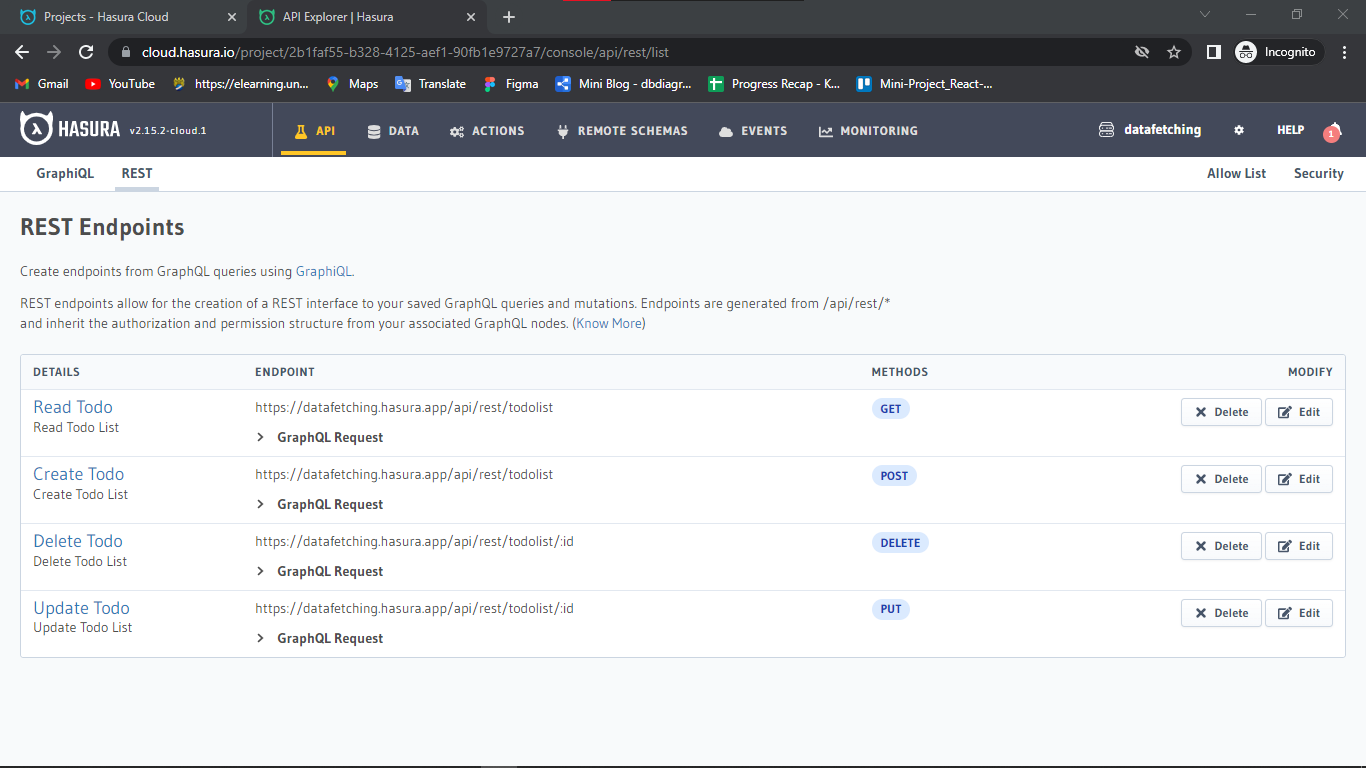 Projects - Hasura Cloud
API Explorer | Hasura
cloud.hasura.io/project/2b1faf55-b328-4125-aef1-90fb1e9727a7/console/api/rest/list
Incognito
Gmail
YouTube
https://elearning.un...
Maps
Translate
Figma
Mini Blog - dbdiagr...
Progress Recap - K...
Mini-Project_React-...
HASURA v2.15.2-cloud.1
API
DATA
ACTIONS
REMOTE SCHEMAS
EVENTS
MONITORING
datafetching
HELP
1
GraphiQL
REST
Allow List
Security
REST Endpoints
Create endpoints from GraphQL queries using GraphiQL.
REST endpoints allow for the creation of a REST interface to your saved GraphQL queries and mutations. Endpoints are generated from /api/rest/*
and inherit the authorization and permission structure from your associated GraphQL nodes. (Know More)
DETAILS ENDPOINT METHODS MODIFY
Read Todo https://datafetching.hasura.app/api/rest/todolist GET Delete Edit
Read Todo List
GraphQL Request
Create Todo https://datafetching.hasura.app/api/rest/todolist POST Delete Edit
Create Todo List
GraphQL Request
Delete Todo https://datafetching.hasura.app/api/rest/todolist/:id DELETE Delete Edit
Delete Todo List
GraphQL Request
Update Todo https://datafetching.hasura.app/api/rest/todolist/:id PUT Delete Edit
Update Todo List
GraphQL Request